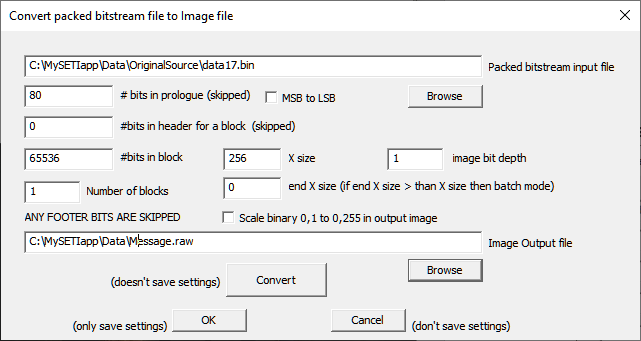 Convert packed bitstream file to Image file
C:\MySETIapp\Data\OriginalSource\data17.bin Packed bitstream input file
80 # bits in prologue (skipped) MSB to LSB Browse
0 #bits in header for a block (skipped)
65536 #bits in block 256 X size 1 image bit depth
1 Number of blocks 0 end X size (if end X size > than X size then batch mode)
ANY FOOTER BITS ARE SKIPPED Scale binary 0,1 to 0,255 in output image
C:\MySETIapp\Data\Message.raw Image Output file
Browse
(doesn't save settings) Convert
(only save settings) OK Cancel (don't save settings)